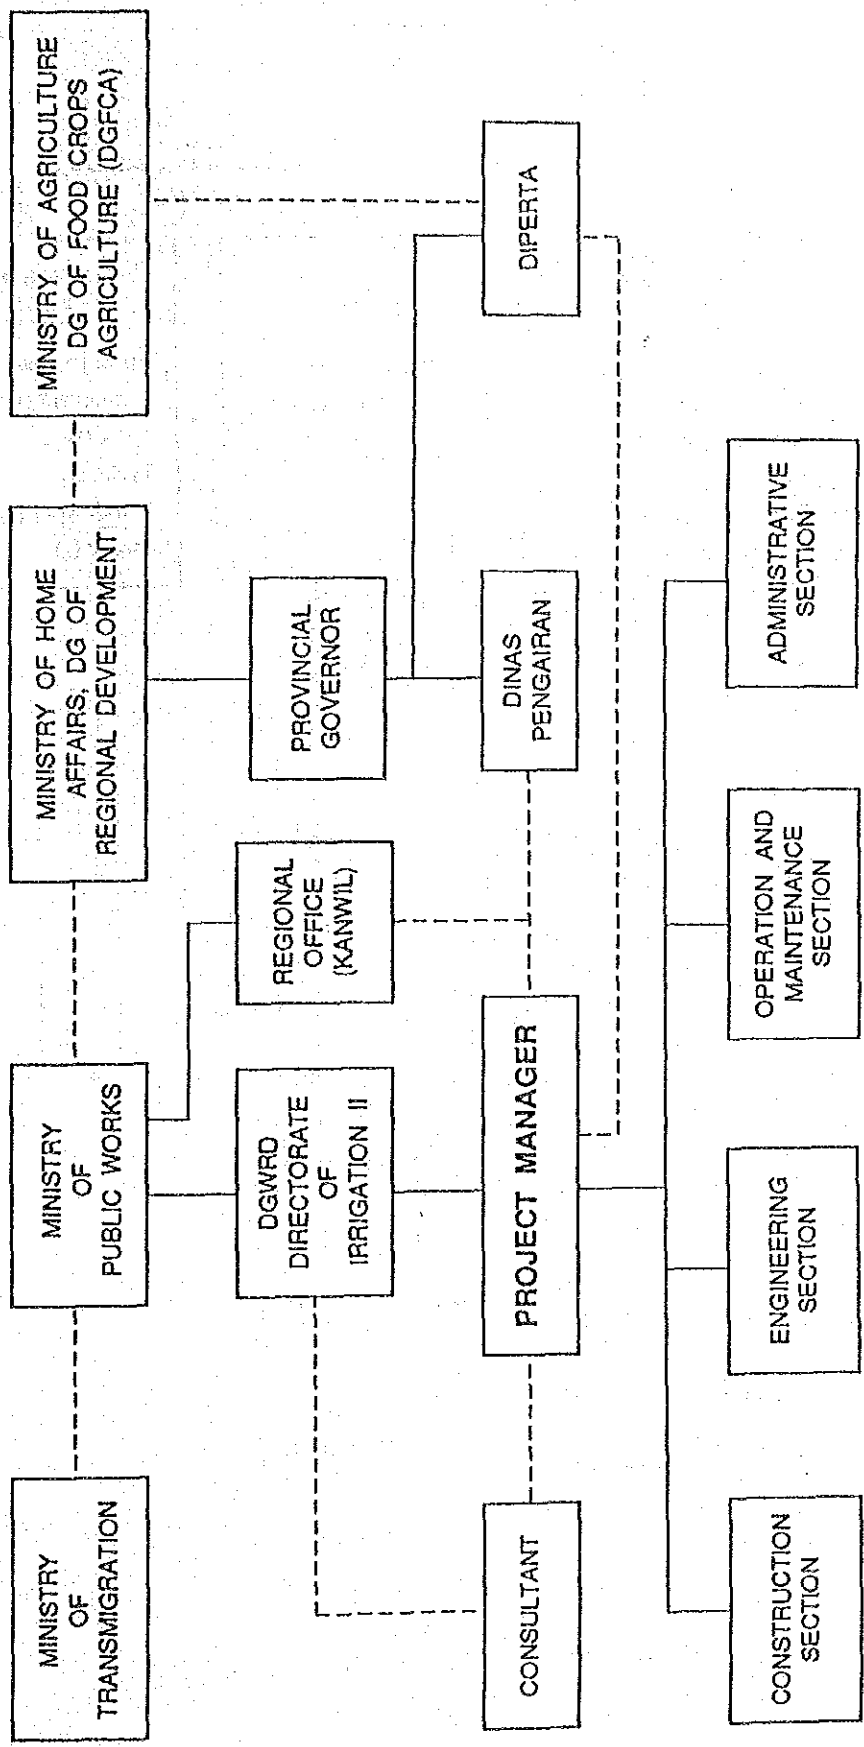 MINISTRY
OF
TRANSMIGRATION
MINISTRY
OF
PUBLIC WORKS
MINISTRY OF HOME
AFFAIRS, DG OF
REGIONAL DEVELOPMENT
MINISTRY OF AGRICULTURE
DG OF FOOD CROPS
AGRICULTURE (DGFCA)
DGWRD
DIRECTORATE
OF
IRRIGATION II
REGIONAL
OFFICE
(KANWIL)
PROVINCIAL
GOVERNOR
CONSULTANT
PROJECT MANAGER
DINAS
PENGAIRAN
DIPERTA
CONSTRUCTION
SECTION
ENGINEERING
SECTION
OPERATION AND
MAINTENANCE
SECTION
ADMINISTRATIVE
SECTION